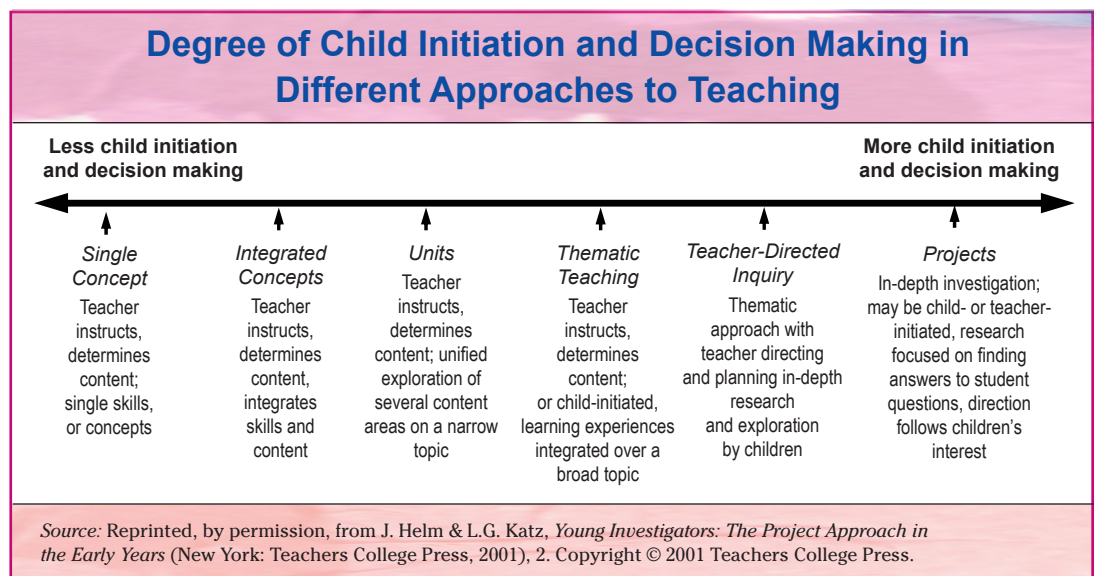 Degree of Child Initiation and Decision Making in
Different Approaches to Teaching
Less child initiation
and decision making
More child initiation
and decision making
Single
Concept
Teacher
instructs,
determines
content;
single skills,
or concepts
Integrated
Concepts
Teacher
instructs,
determines
content,
integrates
skills and
content
Units
Teacher
instructs,
determines
content; unified
exploration of
several content
areas on a narrow
topic
Thematic
Teaching
Teacher
instructs,
determines
content;
or child-initiated,
learning experiences
integrated over a
broad topic
Teacher-Directed
Inquiry
Thematic
approach with
teacher directing
and planning in-depth
research
and exploration
by children
Projects
In-depth investigation;
may be child- or teacher-
initiated, research
focused on finding
answers to student
questions, direction
follows children's
interest
Source: Reprinted, by permission, from J. Helm & L.G. Katz, Young Investigators: The Project Approach in
the Early Years (New York: Teachers College Press, 2001), 2. Copyright © 2001 Teachers College Press.